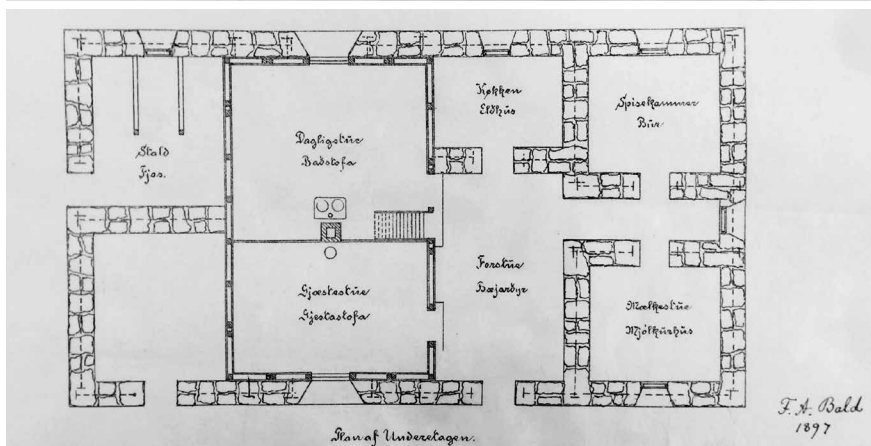 Køkken
Eldhús
Spisekammer
Búr
Dagligstue
Baðstofa
Stald
Fjós.
Forstue
Bæjardyr
Gjæstestue
Gjestastofa
Mælkestue
Mjólkurhús
F. A. Bald
1897
Plan af Underetagen.